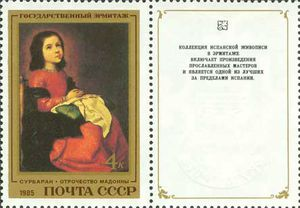 ГОСУДАРСТВЕННЫЙ ЭРМИТАЖ
4к
СУРБАРАН • ОТРОЧЕСТВО МАДОННЫ
1985 ПОЧТА СССР
КОЛЛЕКЦИЯ ИСПАНСКОЙ ЖИВОПИСИ
В ЭРМИТАЖЕ
ВКЛЮЧАЕТ ПРОИЗВЕДЕНИЯ
ПРОСЛАВЛЕННЫХ МАСТЕРОВ
И ЯВЛЯЕТСЯ ОДНОЙ ИЗ ЛУЧШИХ
ЗА ПРЕДЕЛАМИ ИСПАНИИ.